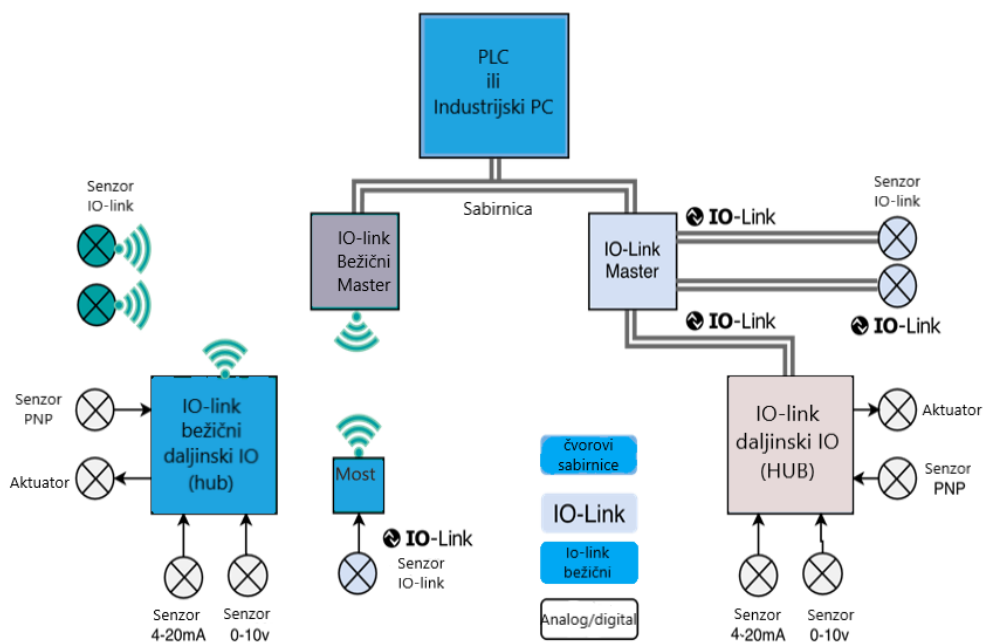 PLC
ili
Industrijski PC
Sabirnica
Senzor
IO-link
IO-link
Bežični
Master
IO-Link
Master
IO-Link
Senzor
IO-link
IO-Link
IO-Link
Senzor
PNP
Aktuator
IO-link
bežični
daljinski IO
(hub)
Most
IO-Link
Senzor
IO-link
Senzor
4-20mA
Senzor
0-10v
čvorovi
sabirnice
IO-Link
Io-link
bežični
Analog/digital
IO-link
daljinski IO
(HUB)
Aktuator
Senzor
PNP
Senzor
4-20mA
Senzor
0-10v